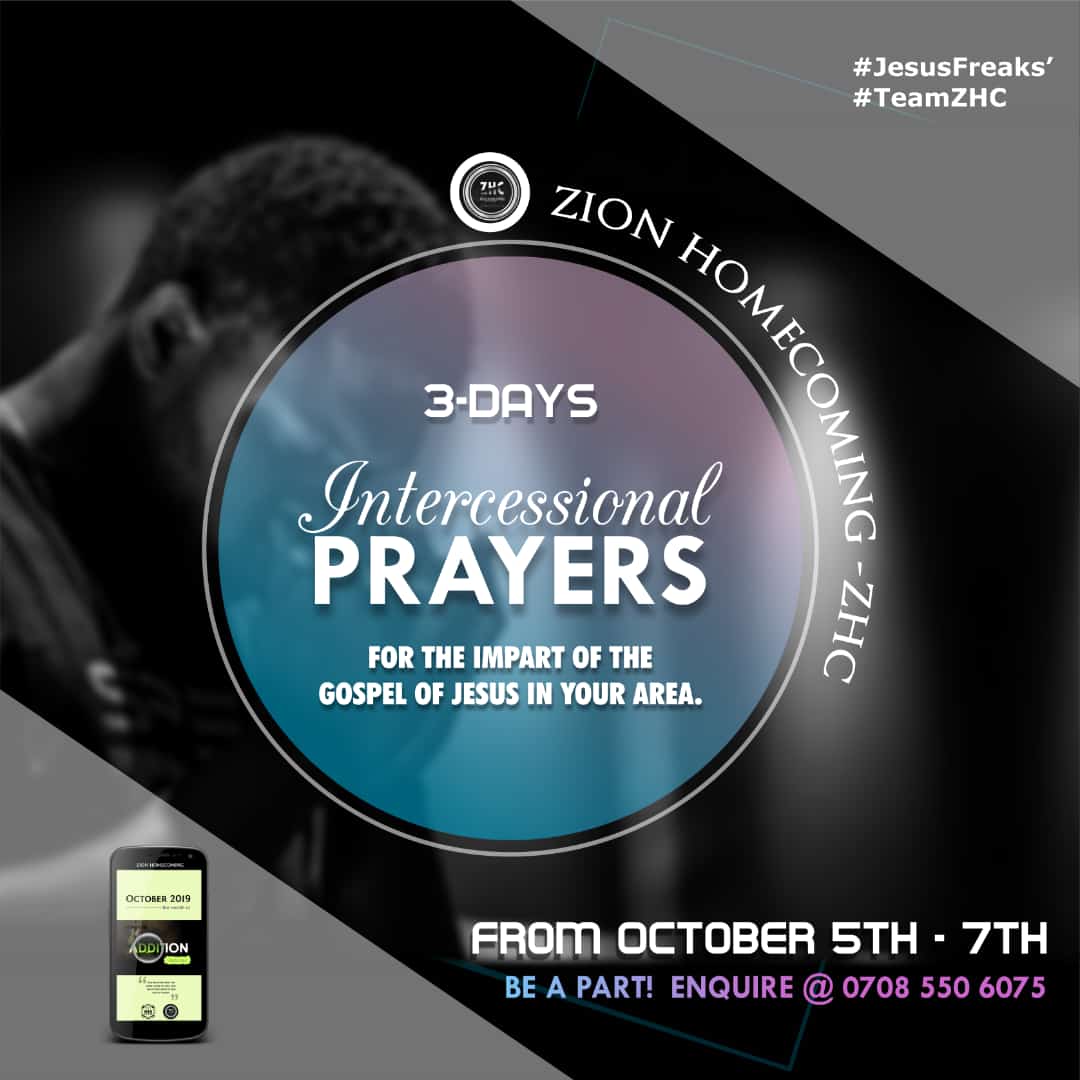 #JesusFreaks’
#TeamZHC
ZHC
ZION HOMECOMING - ZHC
3-DAYS
Intercessional
PRAYERS
FOR THE IMPART OF THE
GOSPEL OF JESUS IN YOUR AREA.
ZION HOMECOMING
OCTOBER 2019
ADDITION
FROM OCTOBER 5TH - 7TH
BE A PART! ENQUIRE @ 0708 550 6075